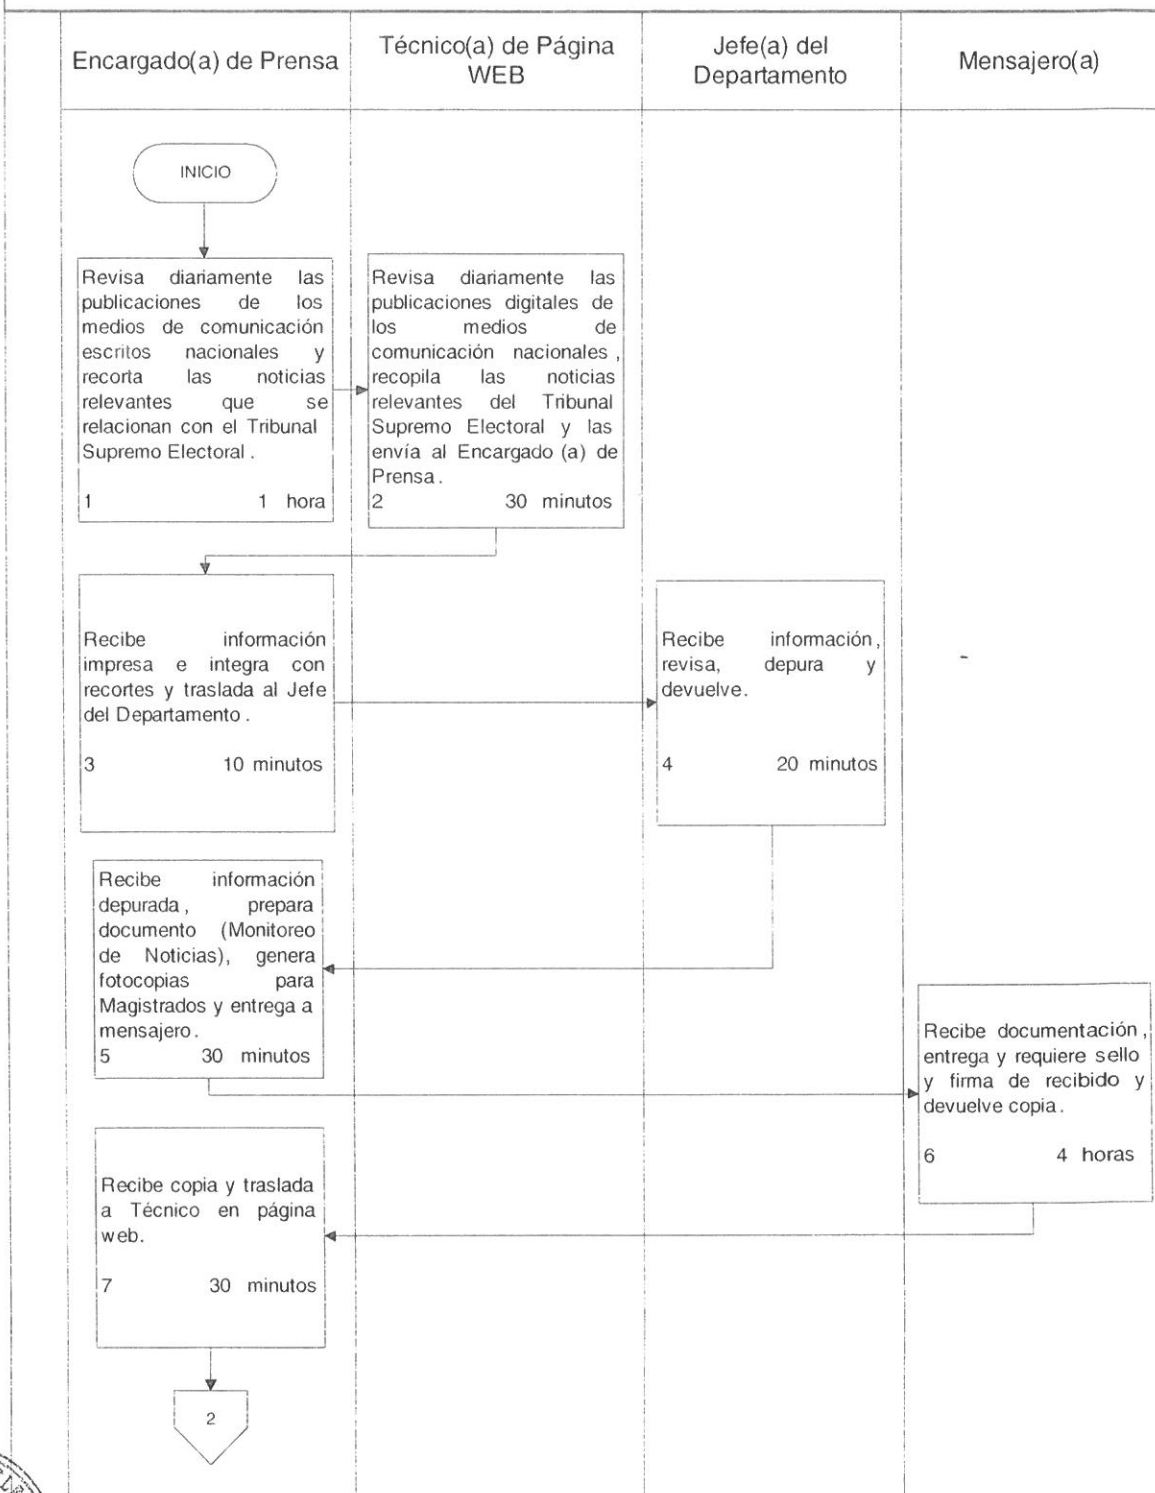 Encargado(a) de Prensa
Técnico(a) de Página
WEB
Jefe(a) del
Departamento
Mensajero(a)
INICIO
Revisa diariamente las
publicaciones de los
medios de comunicación
escritos nacionales y
recorta las noticias
relevantes que se
relacionan con el Tribunal
Supremo Electoral .
1 1 hora
Revisa diariamente las
publicaciones digitales de
los medios de
comunicación nacionales ,
recopila las noticias
relevantes del Tribunal
Supremo Electoral y las
envía al Encargado (a) de
Prensa .
2 30 minutos
Recibe información
impresa e integra con
recortes y traslada al Jefe
del Departamento .
3 10 minutos
Recibe información ,
revisa, depura y
devuelve.
4 20 minutos
Recibe información
depurada , prepara
documento (Monitoreo
de Noticias), genera
fotocopias para
Magistrados y entrega a
mensajero .
5 30 minutos
Recibe documentación ,
entrega y requiere sello
y firma de recibido y
devuelve copia .
6 4 horas
Recibe copia y traslada
a Técnico en página
web.
7 30 minutos
2